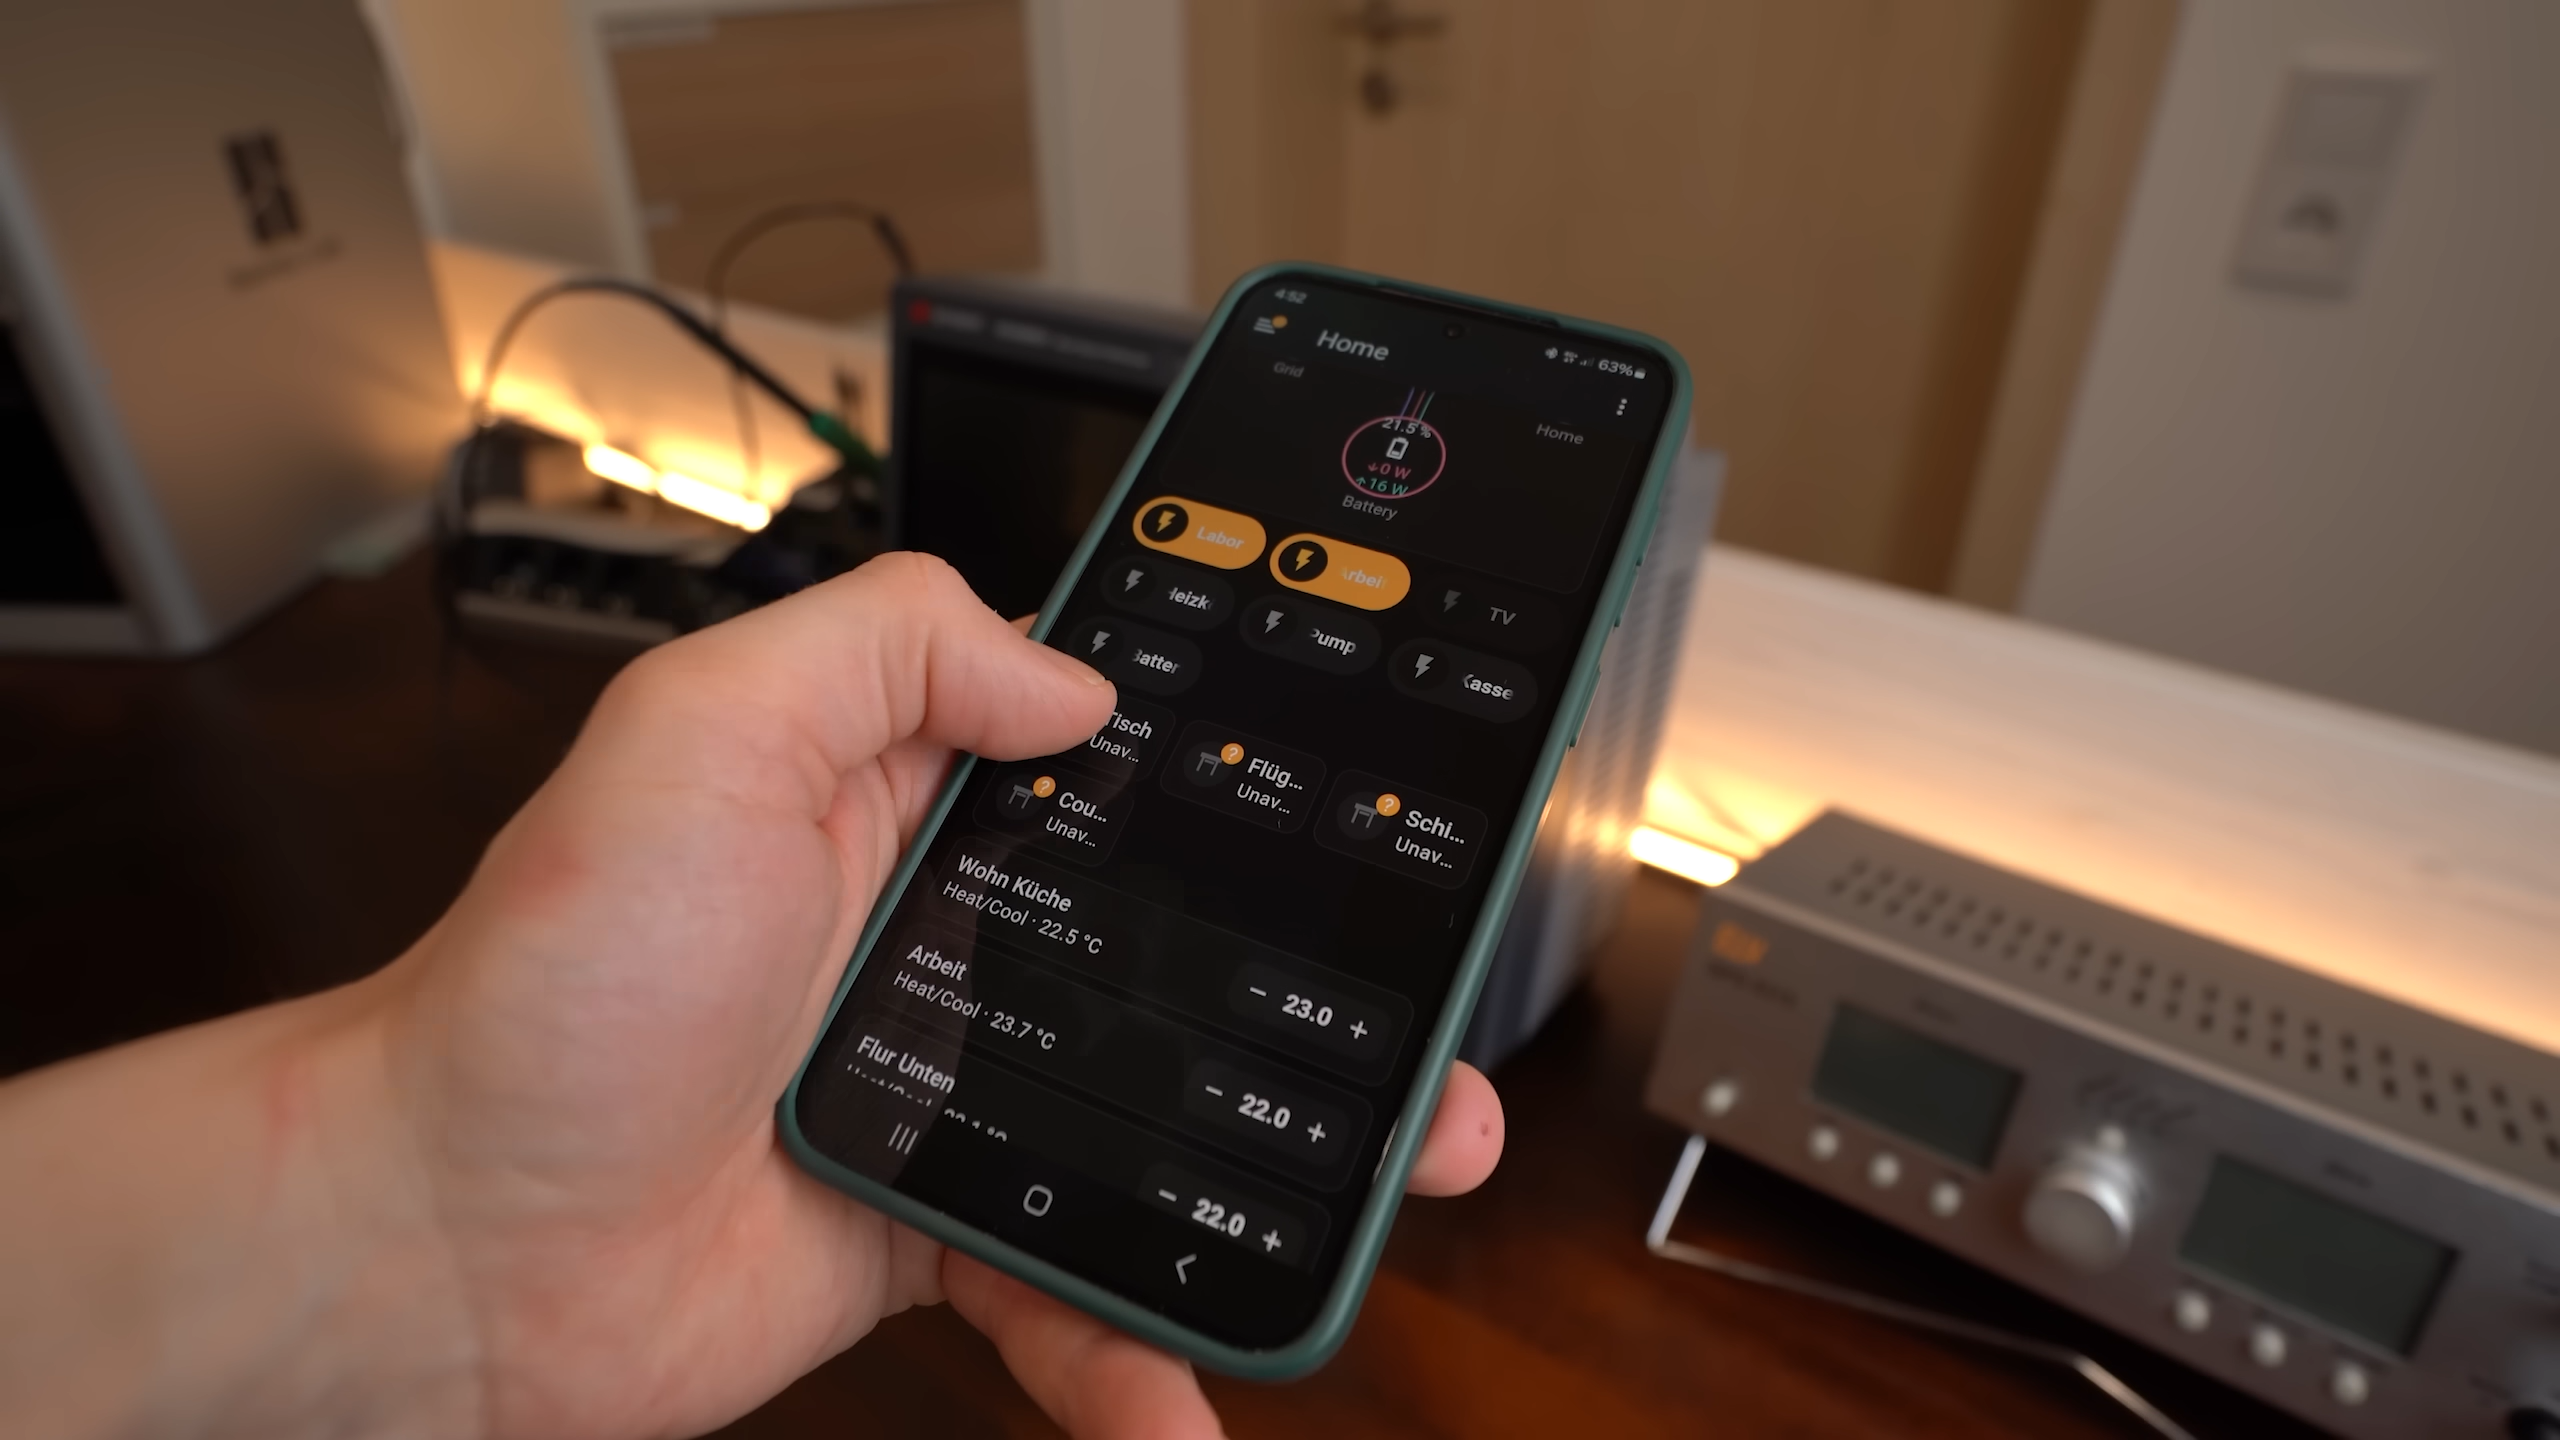 4:52
63%
Home
Grid
Home
21.5 %
↓0 W
↑16 W
Battery
Labor
Arbei
TV
Heizk
Pump
Kasse
Batter
Tisch
Unav...
Flüg...
Unav...
Schi...
Unav...
Cou...
Unav...
Wohn Küche
Heat/Cool · 22.5 °C
− 23.0 +
Arbeit
Heat/Cool · 23.7 °C
− 22.0 +
Flur Unten
− 22.0 +